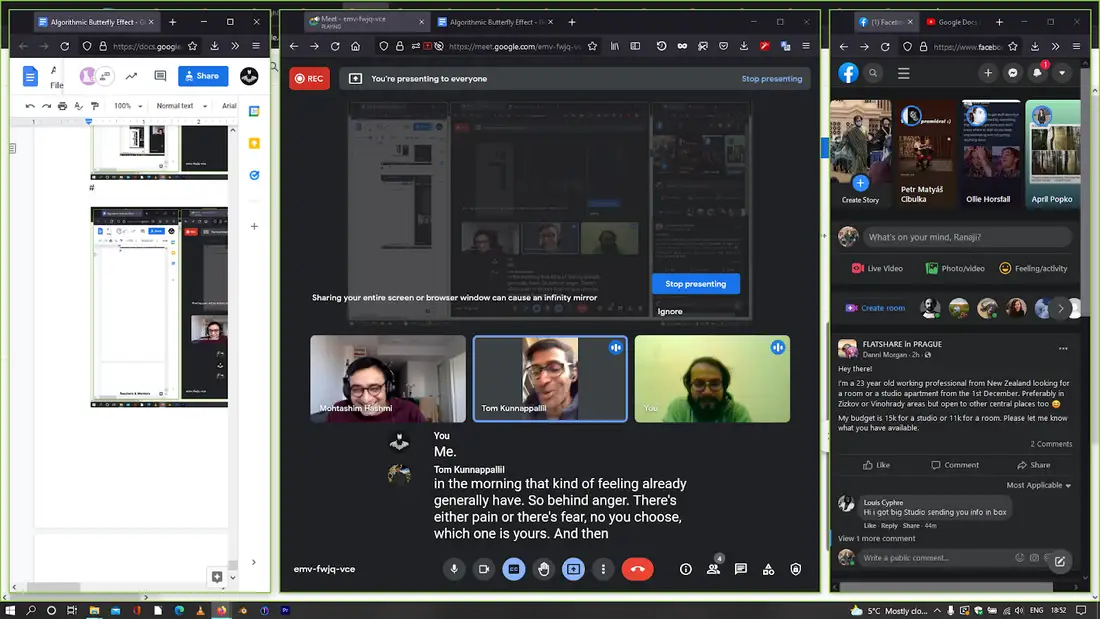 Algorithmic Butterfly Effect - G
https://docs.google
File
Share
100%
Normal text
Arial
1
1
2
#
Meet - emv-fwjq-vce
PLAYING
Algorithmic Butterfly Effect - G
https://meet.google.com/emv-fwjq-vce
REC
You're presenting to everyone
Stop presenting
Sharing your entire screen or browser window can cause an infinity mirror
Stop presenting
Ignore
Mohtashim Hashmi
Tom Kunnappallil
You
You
Me.
Tom Kunnappallil
in the morning that kind of feeling already
generally have. So behind anger. There's
either pain or there's fear, no you choose,
which one is yours. And then
emv-fwjq-vce
4
(1) Faceb
Google Docs
https://www.facebo
1
Create Story
premiérat :)
Petr Matyáš
Cibulka
Ollie Horsfall
April Popko
What's on your mind, Ranaji?
Live Video
Photo/video
Feeling/activity
Create room
FLATSHARE in PRAGUE
Danni Morgan · 2h ·
Hey there!
I'm a 23 year old working professional from New Zealand looking for
a room or a studio apartment from the 1st December. Preferably in
Zizkov or Vinohrady areas but open to other central places too 😄
My budget is 15k for a studio or 11k for a room. Please let me know
what you have available.
2 Comments
Like
Comment
Share
Most Applicable
Louis Cyphre
Hi i got big Studio sending you info in box
Like · Reply · Share · 44m
View 1 more comment
Write a public comment...
5°C Mostly clo...
ENG
18:52